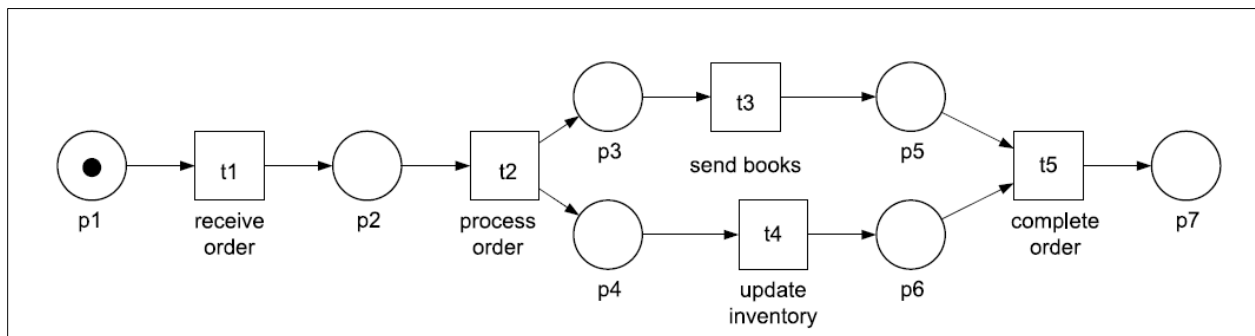 t3
p3
send books
p5
t1
t2
t5
p1
receive
order
p2
process
order
complete
order
p7
t4
p4
update
inventory
p6